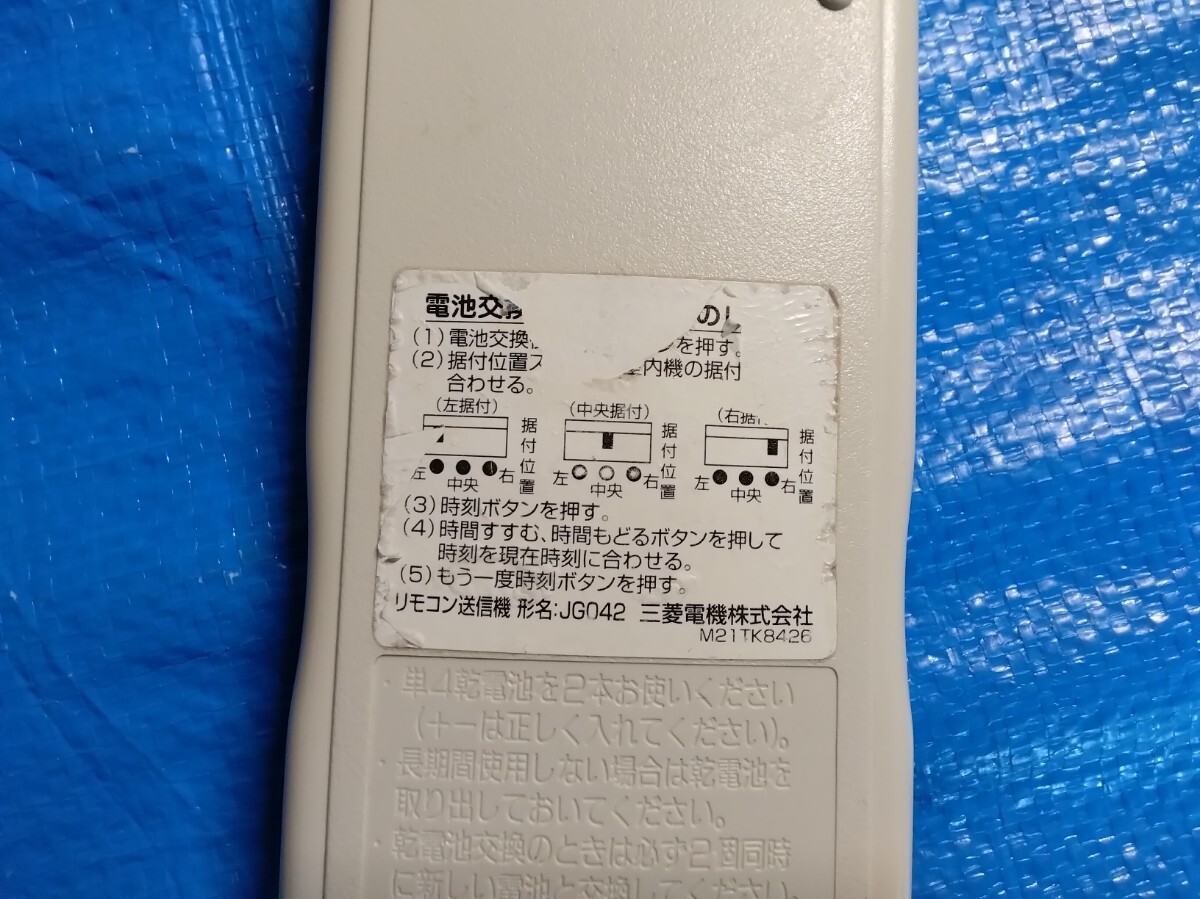 電池交 のし
(1)電池交換 を押す。
(2)据付位置ス 内機の据付
合わせる。
(左据付) (中央据付) (右据
据付位置 据付位置 据付位置
左 中央 右 左 中央 右 左 中央 右
(3)時刻ボタンを押す。
(4)時間すすむ、時間もどるボタンを押して
時刻を現在時刻に合わせる。
(5)もう一度時刻ボタンを押す。
リモコン送信機 形名:JG042 三菱電機株式会社
M21TK8426
・単4乾電池を2本お使いください
(+-は正しく入れてください)。
・長期間使用しない場合は乾電池を
取り出しておいてください。
・乾電池交換のときは必ず2個同時
に新しい電池と交換してください。